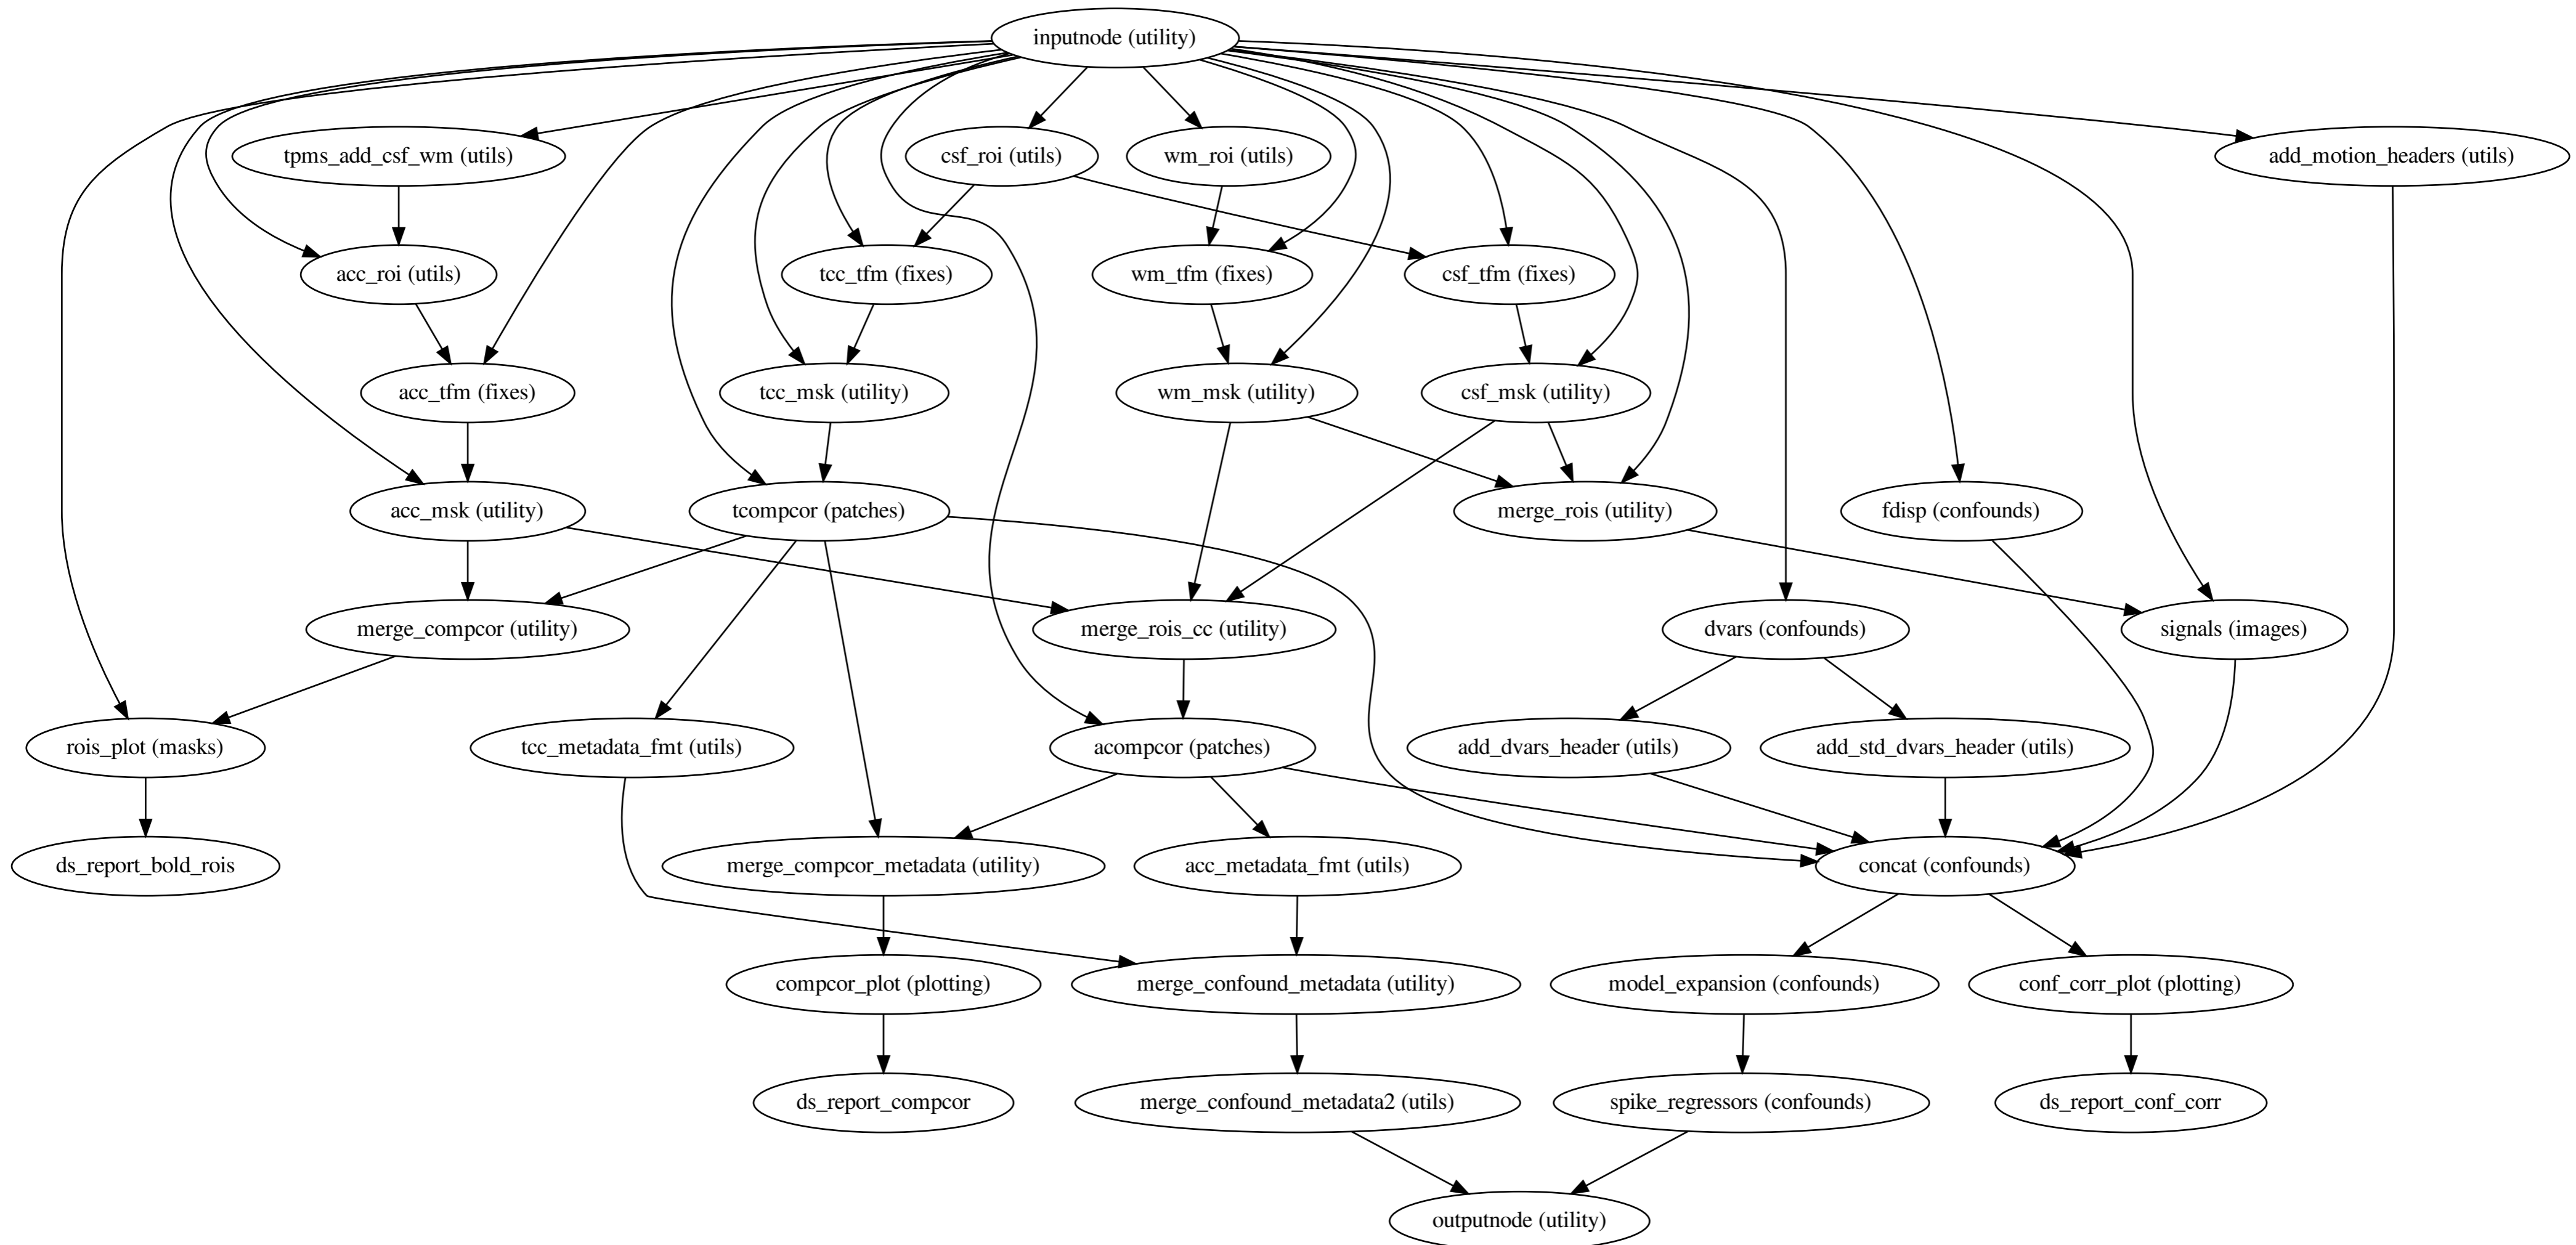 inputnode (utility)
tpms_add_csf_wm (utils)
csf_roi (utils)
wm_roi (utils)
add_motion_headers (utils)
acc_roi (utils)
tcc_tfm (fixes)
wm_tfm (fixes)
csf_tfm (fixes)
acc_tfm (fixes)
tcc_msk (utility)
wm_msk (utility)
csf_msk (utility)
acc_msk (utility)
tcompcor (patches)
merge_rois (utility)
fdisp (confounds)
merge_compcor (utility)
merge_rois_cc (utility)
dvars (confounds)
signals (images)
rois_plot (masks)
tcc_metadata_fmt (utils)
acompcor (patches)
add_dvars_header (utils)
add_std_dvars_header (utils)
ds_report_bold_rois
merge_compcor_metadata (utility)
acc_metadata_fmt (utils)
concat (confounds)
compcor_plot (plotting)
merge_confound_metadata (utility)
model_expansion (confounds)
conf_corr_plot (plotting)
ds_report_compcor
merge_confound_metadata2 (utils)
spike_regressors (confounds)
ds_report_conf_corr
outputnode (utility)